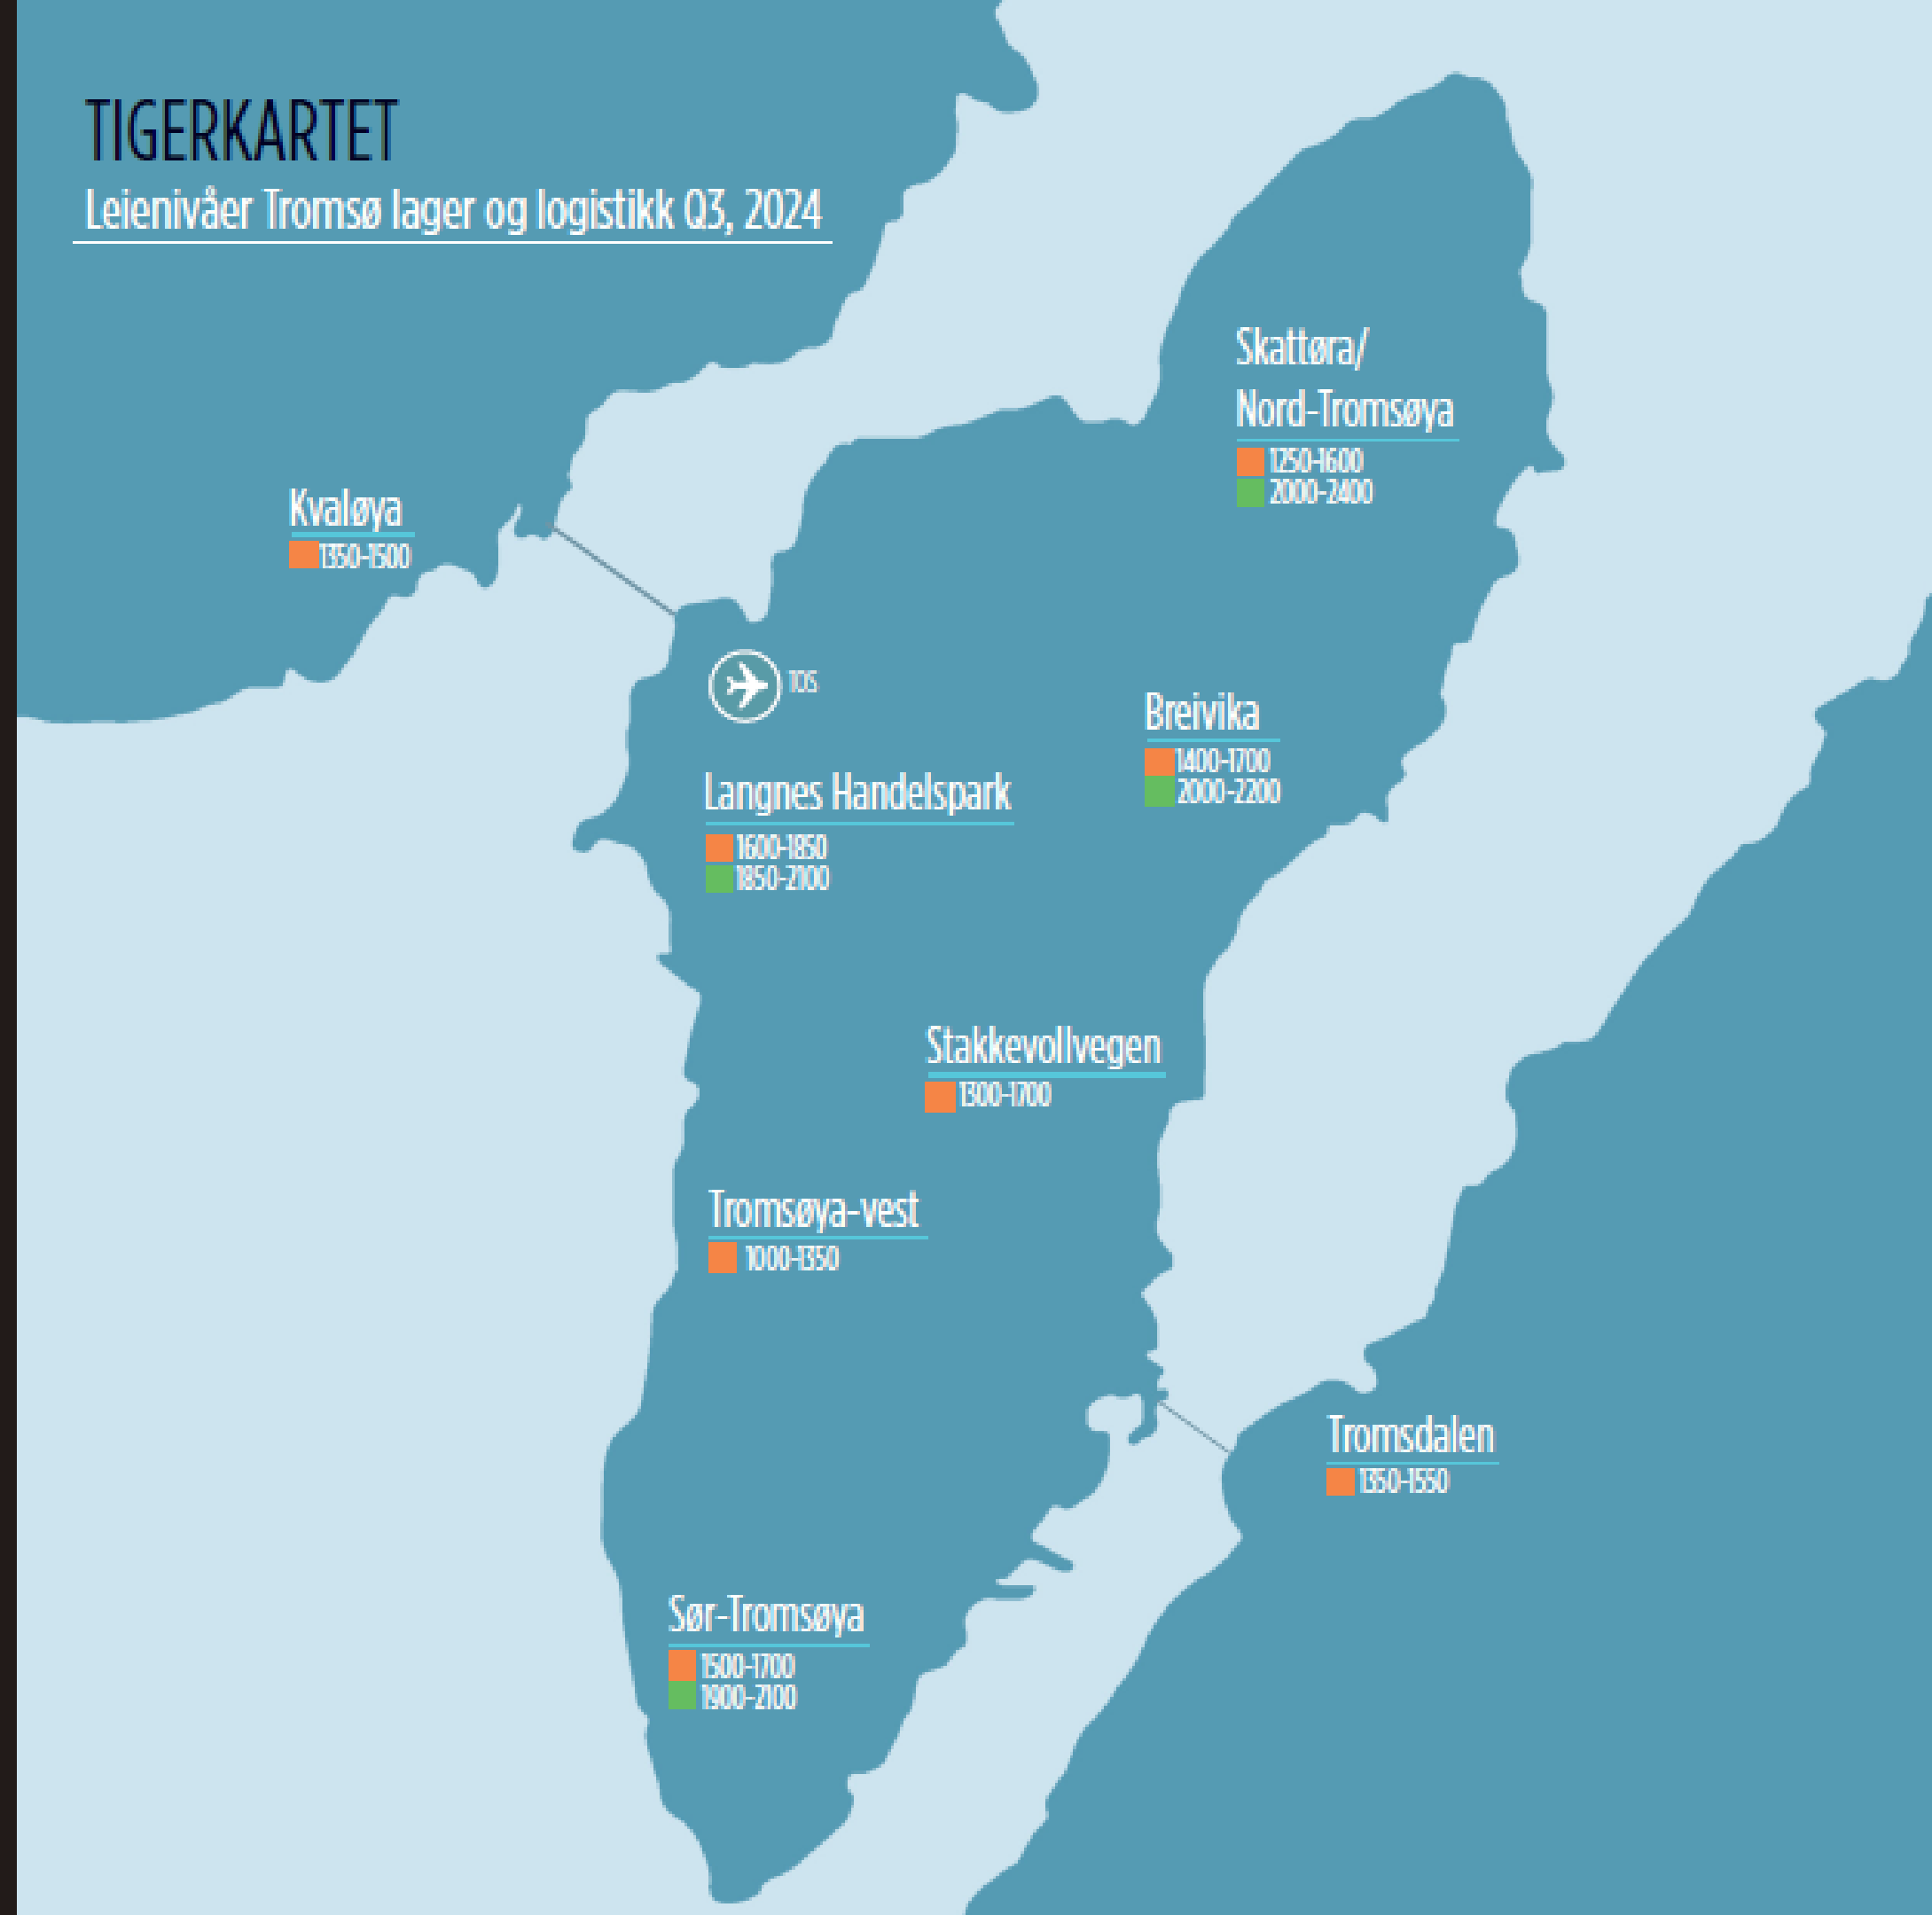 TIGERKARTET
Leienivåer Tromsø lager og logistikk Q3, 2024
Skattøra/
Nord-Tromsøya
1250-1600
2000-2400
Kvaløya
1350-1500
TOS
Breivika
1400-1700
2000-2200
Langnes Handelspark
1600-1850
1850-2100
Stakkevollvegen
1300-1700
Tromsøya-vest
1000-1350
Tromsdalen
1350-1550
Sør-Tromsøya
1500-1700
1900-2100